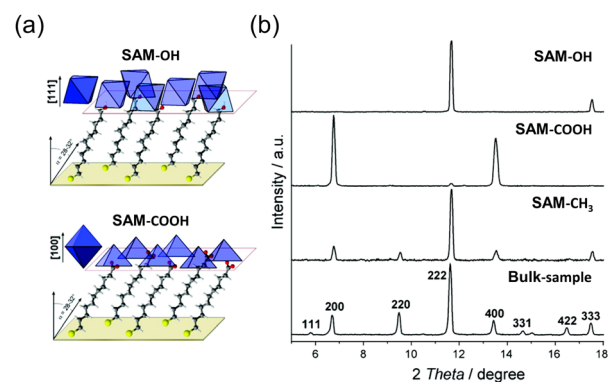 (a)
SAM-OH
[111]
α = 28-32°
SAM-COOH
[100]
α = 28-32°
(b)
SAM-OH
SAM-COOH
SAM-CH₃
Bulk-sample
111
200
220
222
400
331
422
333
Intensity / a.u.
6 8 10 12 14 16 18
2 Theta / degree